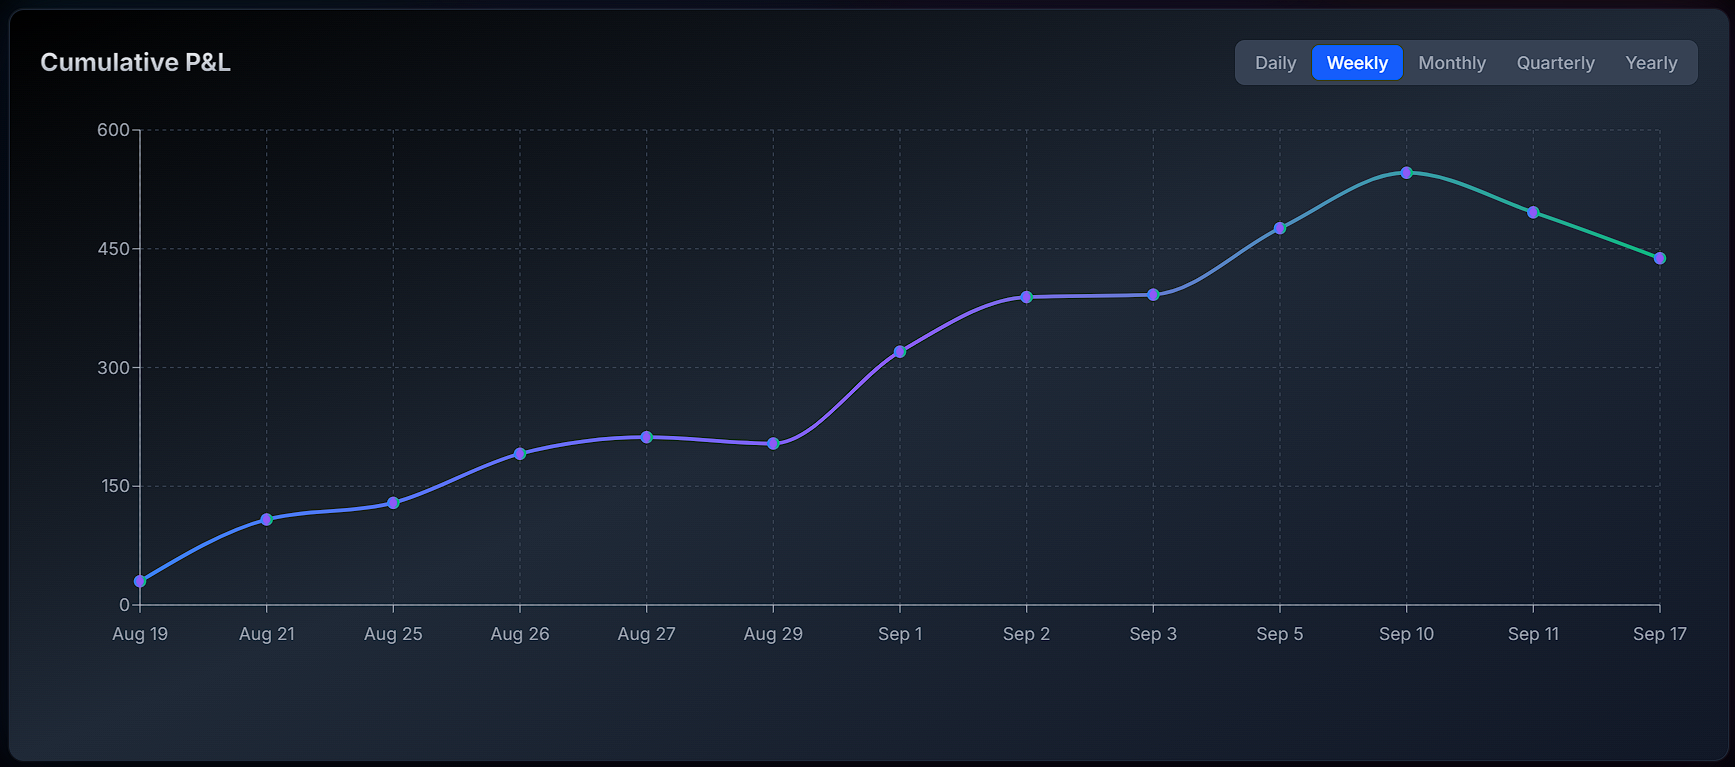 Cumulative P&L
Daily Weekly Monthly Quarterly Yearly
600
450
300
150
0
Aug 19 Aug 21 Aug 25 Aug 26 Aug 27 Aug 29 Sep 1 Sep 2 Sep 3 Sep 5 Sep 10 Sep 11 Sep 17